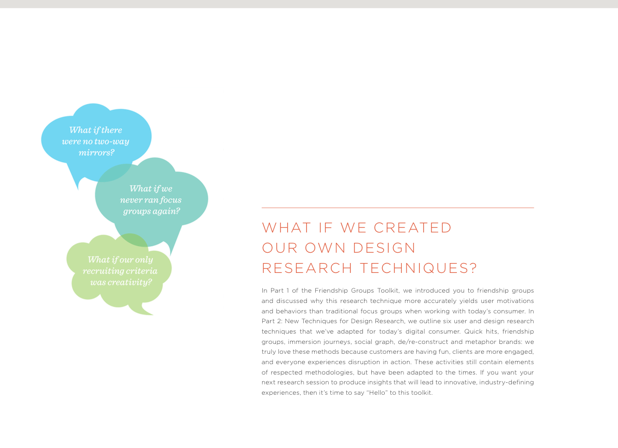 What if there
were no two-way
mirrors?
What if we
never ran focus
groups again?
What if our only
recruiting criteria
was creativity?
WHAT IF WE CREATED
OUR OWN DESIGN
RESEARCH TECHNIQUES?
In Part 1 of the Friendship Groups Toolkit, we introduced you to friendship groups
and discussed why this research technique more accurately yields user motivations
and behaviors than traditional focus groups when working with today's consumer. In
Part 2: New Techniques for Design Research, we outline six user and design research
techniques that we've adapted for today's digital consumer. Quick hits, friendship
groups, immersion journeys, social graph, de/re-construct and metaphor brands: we
truly love these methods because customers are having fun, clients are more engaged,
and everyone experiences disruption in action. These activities still contain elements
of respected methodologies, but have been adapted to the times. If you want your
next research session to produce insights that will lead to innovative, industry-defining
experiences, then it's time to say "Hello" to this toolkit.